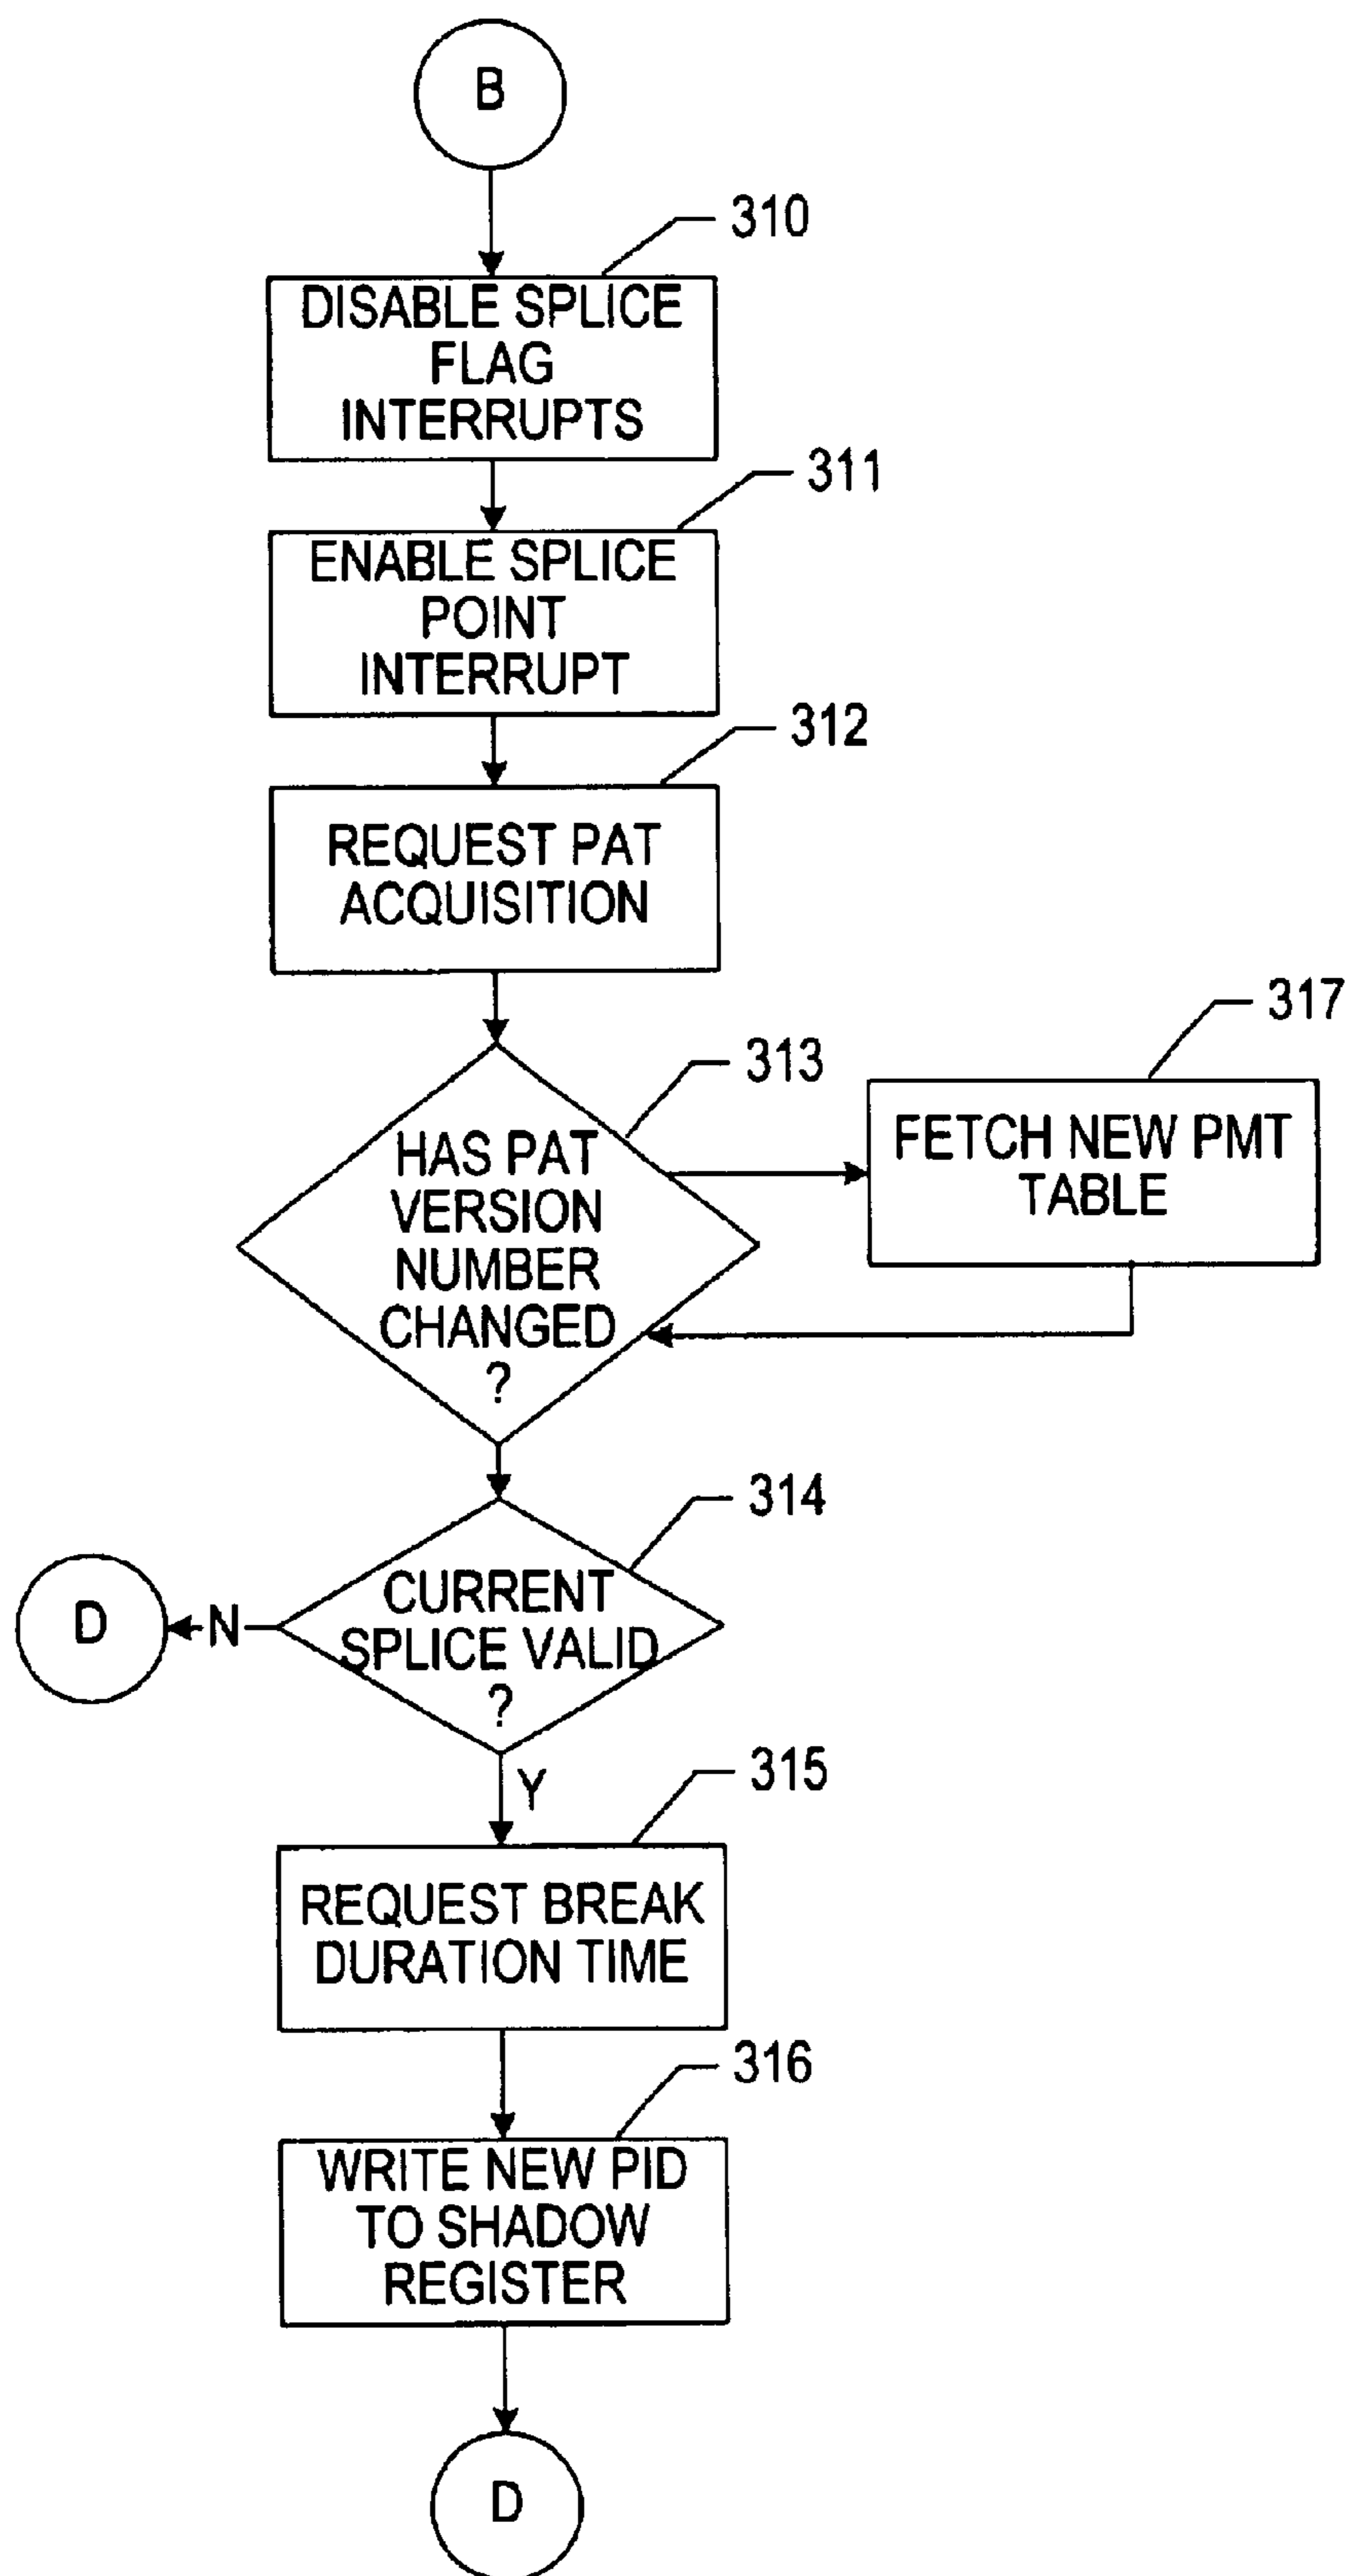 B
310
DISABLE SPLICE
FLAG
INTERRUPTS
311
ENABLE SPLICE
POINT
INTERRUPT
312
REQUEST PAT
ACQUISITION
313
HAS PAT
VERSION
NUMBER
CHANGED
?
317
FETCH NEW PMT
TABLE
314
CURRENT
SPLICE VALID
?
N
D
Y
315
REQUEST BREAK
DURATION TIME
316
WRITE NEW PID
TO SHADOW
REGISTER
D